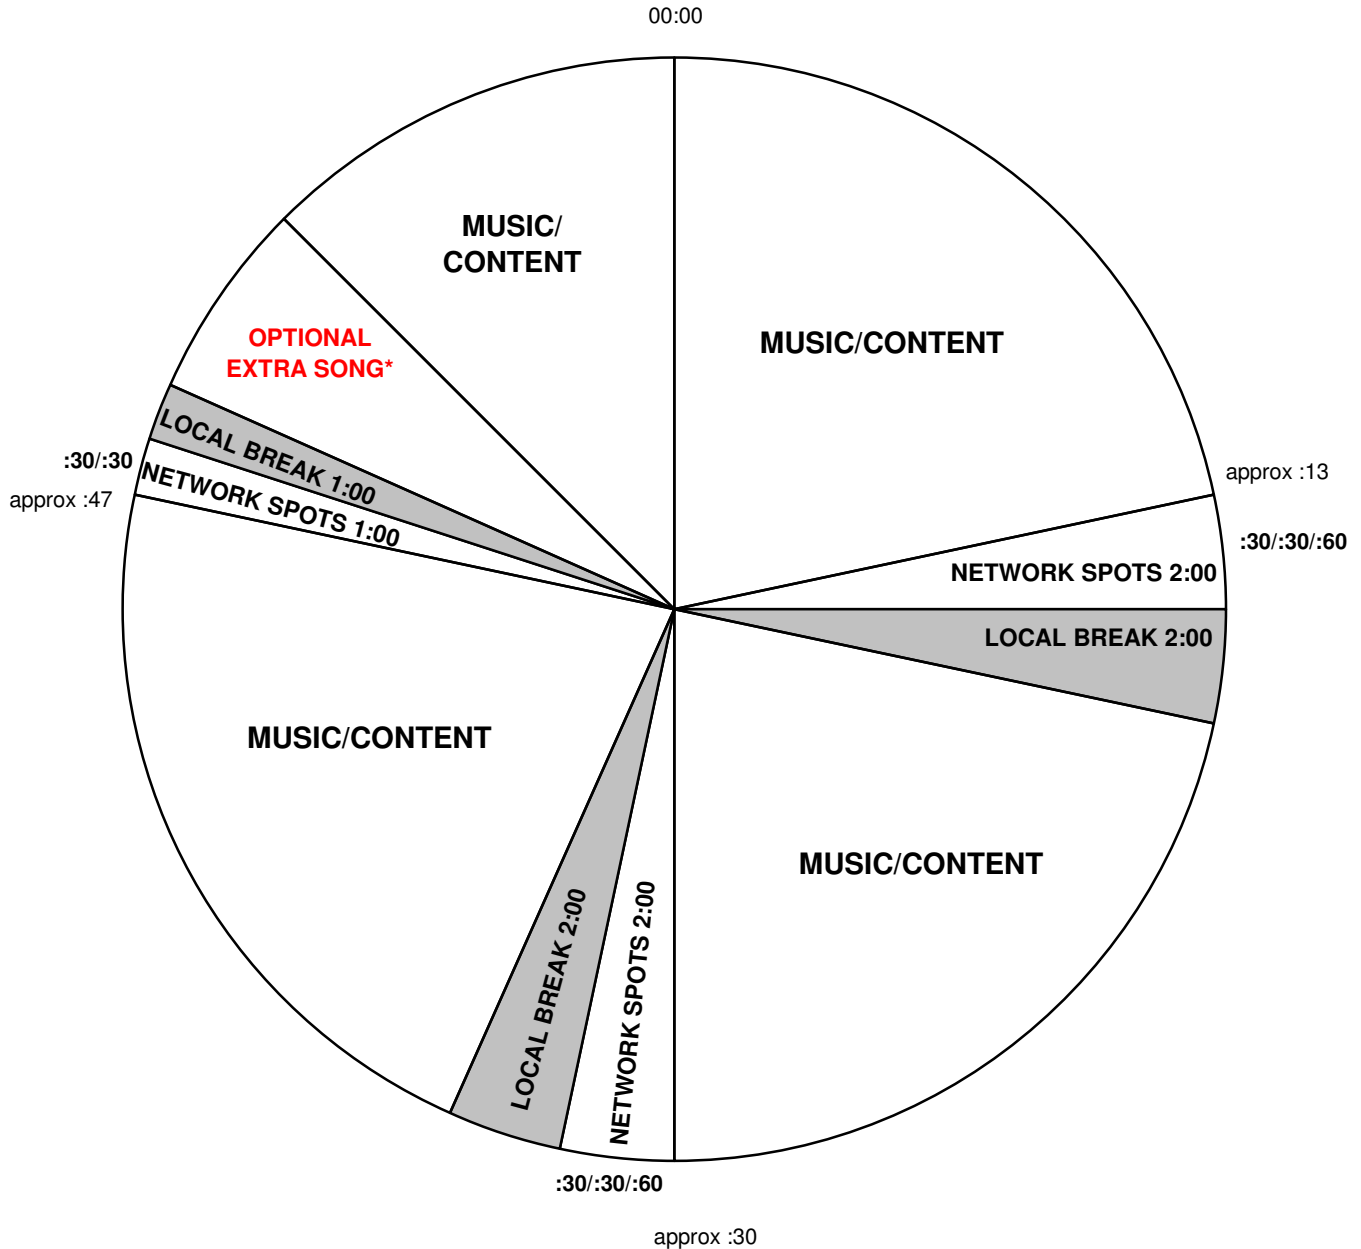 00:00
MUSIC/CONTENT
approx :13
:30/:30/:60
NETWORK SPOTS 2:00
LOCAL BREAK 2:00
MUSIC/CONTENT
approx :30
:30/:30/:60
NETWORK SPOTS 2:00
LOCAL BREAK 2:00
MUSIC/CONTENT
approx :47
:30/:30
NETWORK SPOTS 1:00
LOCAL BREAK 1:00
OPTIONAL
EXTRA SONG*
MUSIC/
CONTENT